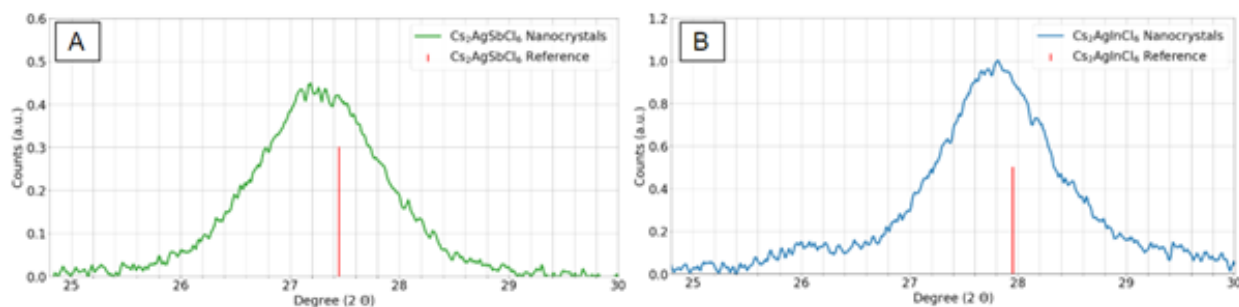 A
Cs₂AgSbCl₆ Nanocrystals
Cs₂AgSbCl₆ Reference
0.6
0.5
0.4
0.3
0.2
0.1
0.0
Counts (a.u.)
25 26 27 28 29 30
Degree (2 Θ)
B
Cs₂AgInCl₆ Nanocrystals
Cs₂AgInCl₆ Reference
1.2
1.0
0.8
0.6
0.4
0.2
0.0
Counts (a.u.)
25 26 27 28 29 30
Degree (2 Θ)